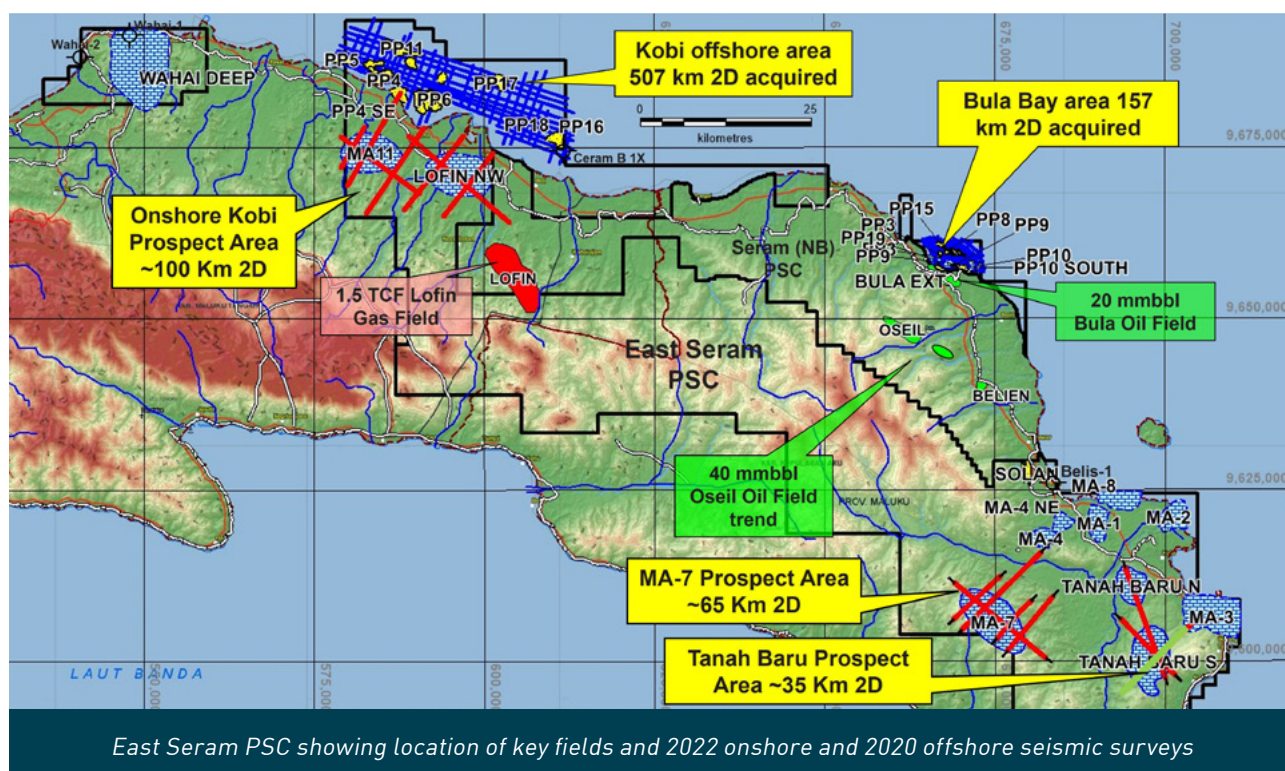 Wahai-1
Wahai-2
WAHAI DEEP
PP11
PP5
PP4
PP17
PP6
PP4 SE
PP18
PP16
Ceram B 1X
Kobi offshore area
507 km 2D acquired
0
25
kilometres
675,000
700,000
Bula Bay area 157
km 2D acquired
9,675,000
MA11
LOFIN NW
Onshore Kobi
Prospect Area
~100 Km 2D
LOFIN
1.5 TCF Lofin
Gas Field
Seram (NB)
PSC
PP15
PP8
PP9
PP3
PP19
PP9
PP10
PP10 SOUTH
BULA EXT
20 mmbbl
Bula Oil Field
9,650,000
OSEIL
East Seram
PSC
BELIEN
40 mmbbl
Oseil Oil Field
trend
PROV. MALUKU
SOLAN
Belis-1
9,625,000
MA-8
MA-4 NE
MA-1
MA-2
MA-4
MA-7 Prospect Area
~65 Km 2D
TANAH BARU N
MA-7
MA-3
Tanah Baru Prospect
Area ~35 Km 2D
TANAH BARU S
9,600,000
LAUT BANDA
575,000
600,000
East Seram PSC showing location of key fields and 2022 onshore and 2020 offshore seismic surveys